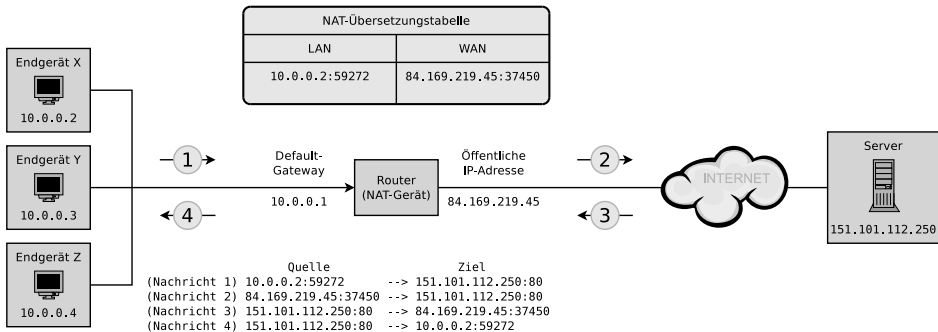 NAT-Übersetzungstabelle
LAN WAN
10.0.0.2:59272 84.169.219.45:37450
Endgerät X
10.0.0.2
Endgerät Y
10.0.0.3
Endgerät Z
10.0.0.4
1
4
Default-
Gateway
10.0.0.1
Router
(NAT-Gerät)
Öffentliche
IP-Adresse
84.169.219.45
2
3
INTERNET
Server
151.101.112.250
Quelle Ziel
(Nachricht 1) 10.0.0.2:59272 --> 151.101.112.250:80
(Nachricht 2) 84.169.219.45:37450 --> 151.101.112.250:80
(Nachricht 3) 151.101.112.250:80 --> 84.169.219.45:37450
(Nachricht 4) 151.101.112.250:80 --> 10.0.0.2:59272